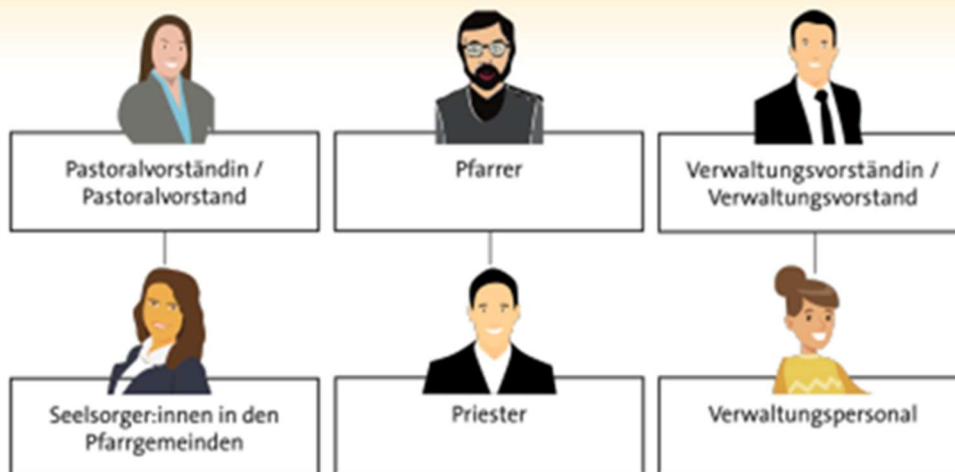 Pastoralvorständin /
Pastoralvorstand
Pfarrer
Verwaltungsvorständin /
Verwaltungsvorstand
Seelsorger:innen in den
Pfarrgemeinden
Priester
Verwaltungspersonal